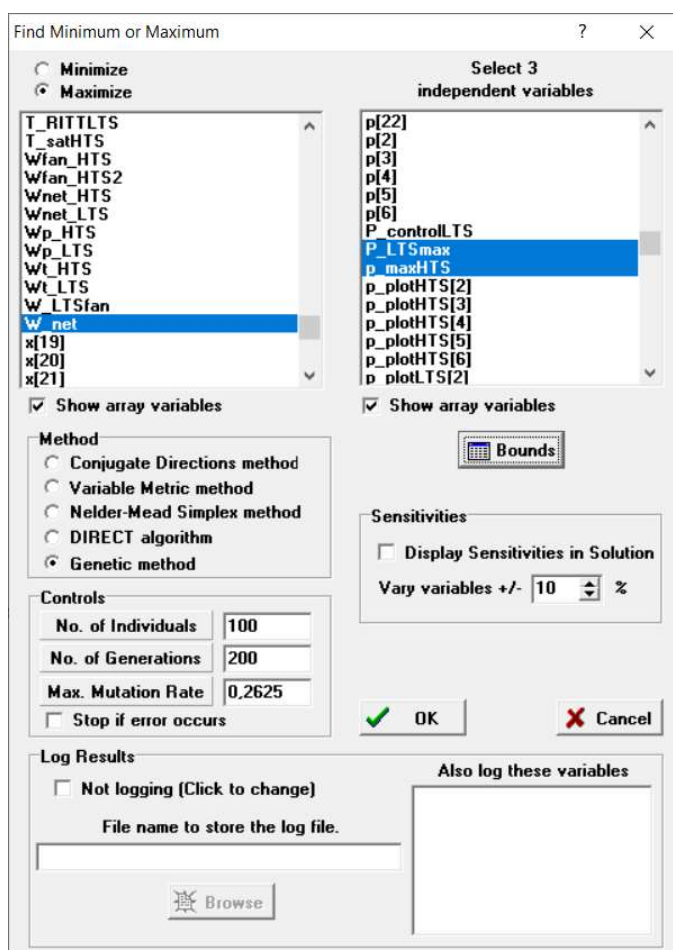 Find Minimum or Maximum ?
Minimize
Maximize
T_RITTLTS
T_satHTS
Wfan_HTS
Wfan_HTS2
Wnet_HTS
Wnet_LTS
Wp_HTS
Wp_LTS
Wt_HTS
Wt_LTS
W_LTSfan
W_net
x[19]
x[20]
x[21]
Show array variables
Select 3
independent variables
p[22]
p[2]
p[3]
p[4]
p[5]
p[6]
P_controlLTS
P_LTSmax
p_maxHTS
p_plotHTS[2]
p_plotHTS[3]
p_plotHTS[4]
p_plotHTS[5]
p_plotHTS[6]
p_plotLTS[2]
Show array variables
Method
Conjugate Directions method
Variable Metric method
Nelder-Mead Simplex method
DIRECT algorithm
Genetic method
Bounds
Sensitivities
Display Sensitivities in Solution
Vary variables +/- 10 %
Controls
No. of Individuals 100
No. of Generations 200
Max. Mutation Rate 0,2625
Stop if error occurs
OK
Cancel
Log Results
Not logging (Click to change)
File name to store the log file.
Browse
Also log these variables